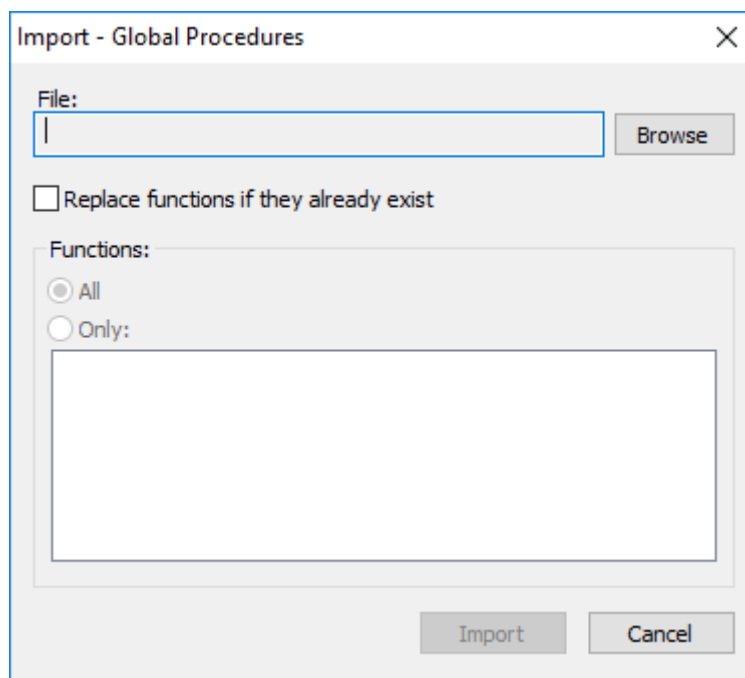 Import - Global Procedures
File:
Browse
Replace functions if they already exist
Functions:
All
Only:
Import
Cancel